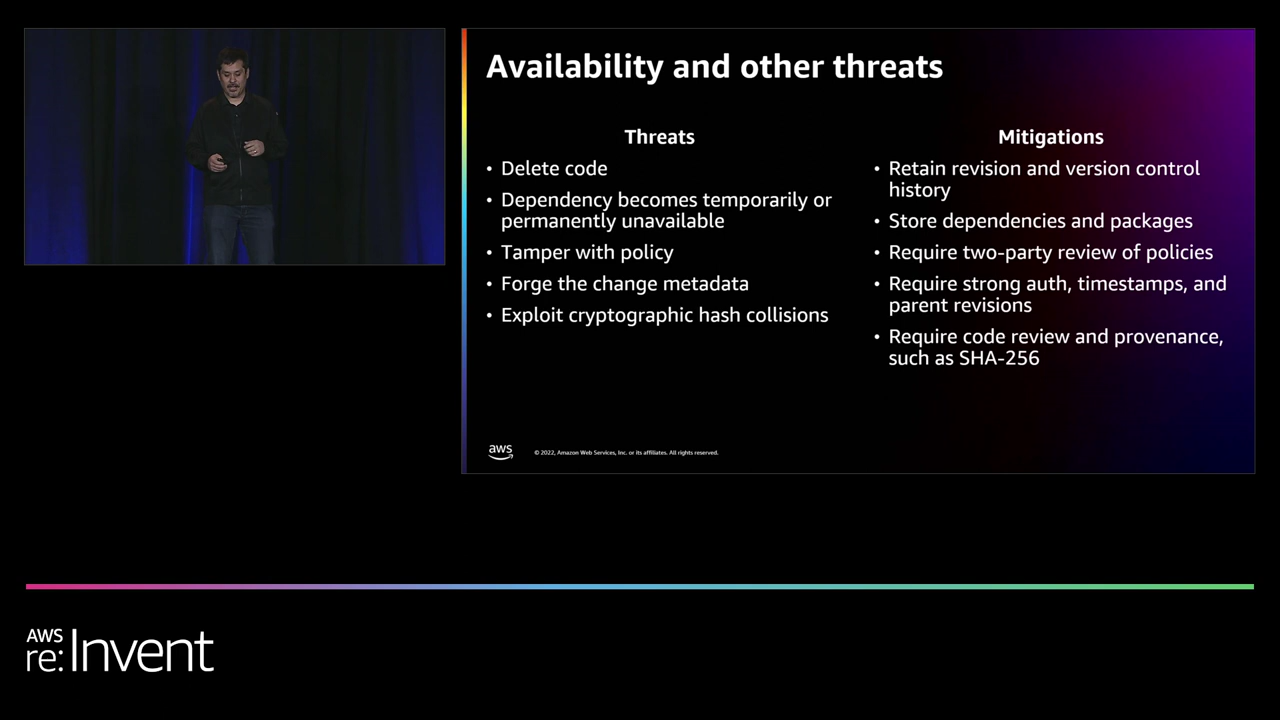 Availability and other threats
Threats
• Delete code
• Dependency becomes temporarily or
permanently unavailable
• Tamper with policy
• Forge the change metadata
• Exploit cryptographic hash collisions
Mitigations
• Retain revision and version control
history
• Store dependencies and packages
• Require two-party review of policies
• Require strong auth, timestamps, and
parent revisions
• Require code review and provenance,
such as SHA-256
aws
© 2022, Amazon Web Services, Inc. or its affiliates. All rights reserved.
AWS
re:Invent